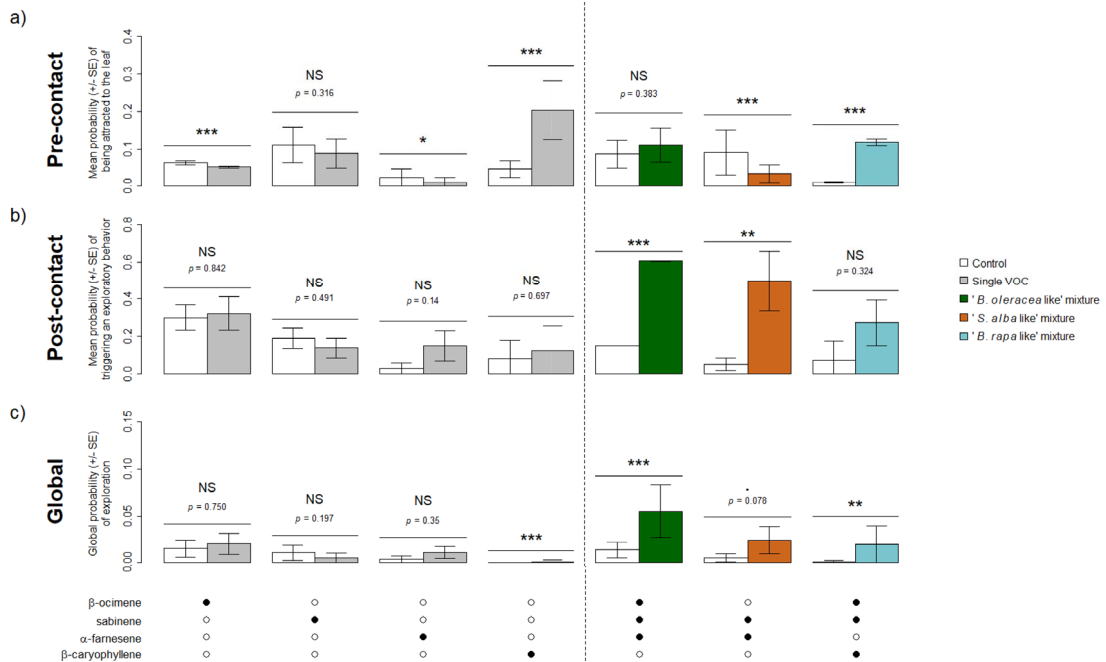 a)
Pre-contact
Mean probability (+/- SE) of
being attracted to the leaf
0.4
0.3
0.2
0.1
0.0
***
NS
p = 0.316
*
***
NS
p = 0.383
***
***
b)
Post-contact
Mean probability (+/- SE) of
triggering an exploratory behavior
0.8
0.6
0.4
0.2
0.0
NS
p = 0.842
NS
p = 0.491
NS
p = 0.14
NS
p = 0.697
***
**
NS
p = 0.324
Control
Single VOC
' B. oleracea like' mixture
' S. alba like' mixture
' B. rapa like' mixture
c)
Global
Global probability (+/- SE)
of exploration
0.15
0.10
0.05
0.00
NS
p = 0.750
NS
p = 0.197
NS
p = 0.35
***
***
.
p = 0.078
**
β-ocimene
sabinene
α-farnesene
β-caryophyllene